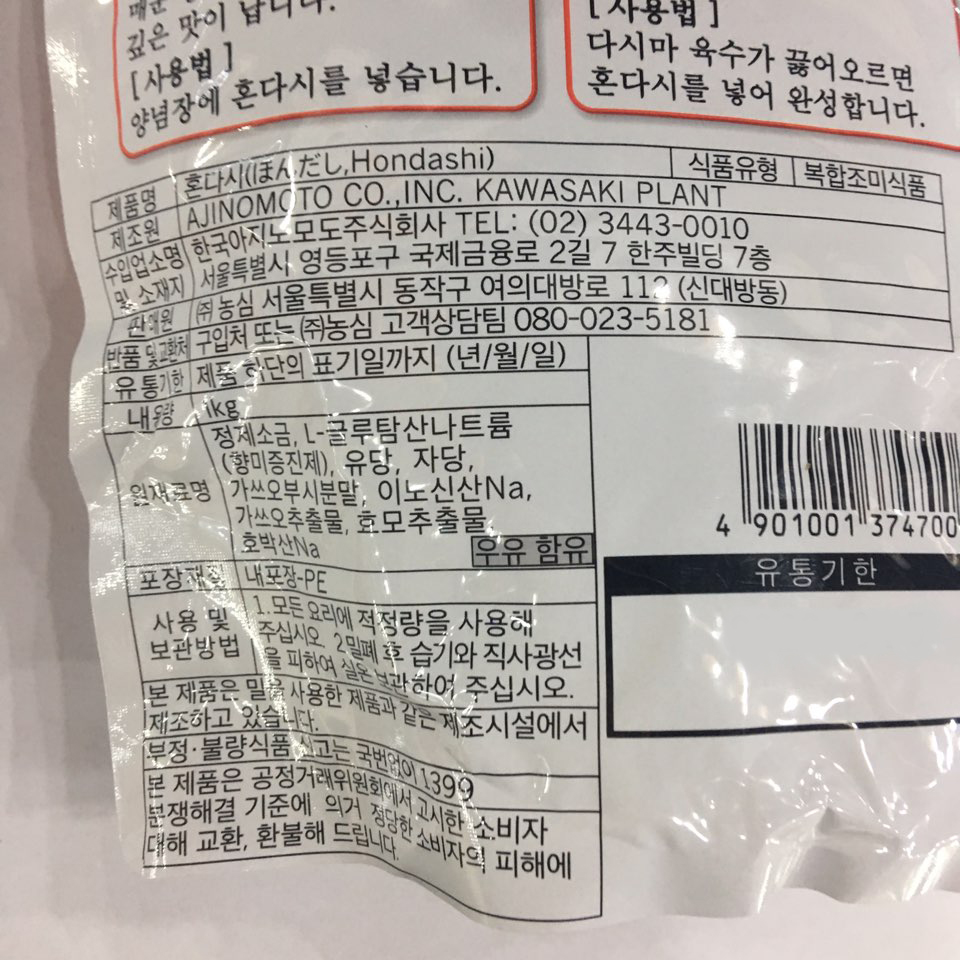 매운
깊은 맛이 납니다.
[사용법]
양념장에 혼다시를 넣습니다.
[사용법]
다시마 육수가 끓어오르면
혼다시를 넣어 완성합니다.
제품명 혼다시(ほんだし,Hondashi) 식품유형 복합조미식품
제조원 AJINOMOTO CO.,INC. KAWASAKI PLANT
수입업소명 및 소재지 한국아지노모도주식회사 TEL: (02) 3443-0010
서울특별시 영등포구 국제금융로 2길 7 한주빌딩 7층
판매원 ㈜농심 서울특별시 동작구 여의대방로 112 (신대방동)
반품 및 교환처 구입처 또는 ㈜농심 고객상담팀 080-023-5181
유통기한 제품 하단의 표기일까지 (년/월/일)
내용량 1kg
원재료명 정제소금, L-글루탐산나트륨
(향미증진제), 유당, 자당,
가쓰오부시분말, 이노신산Na,
가쓰오추출물, 효모추출물,
호박산Na 우유 함유
포장재질 내포장-PE
사용 및 보관방법 1.모든 요리에 적정량을 사용해
주십시오. 2.밀폐 후 습기와 직사광선
을 피하여 실온 보관하여 주십시오.
본 제품은 밀을 사용한 제품과 같은 제조시설에서
제조하고 있습니다.
부정·불량식품 신고는 국번없이 1399
본 제품은 공정거래위원회에서 고시한 소비자
분쟁해결 기준에 의거 정당한 소비자의 피해에
대해 교환, 환불해 드립니다.
4 901001 374700
유통기한